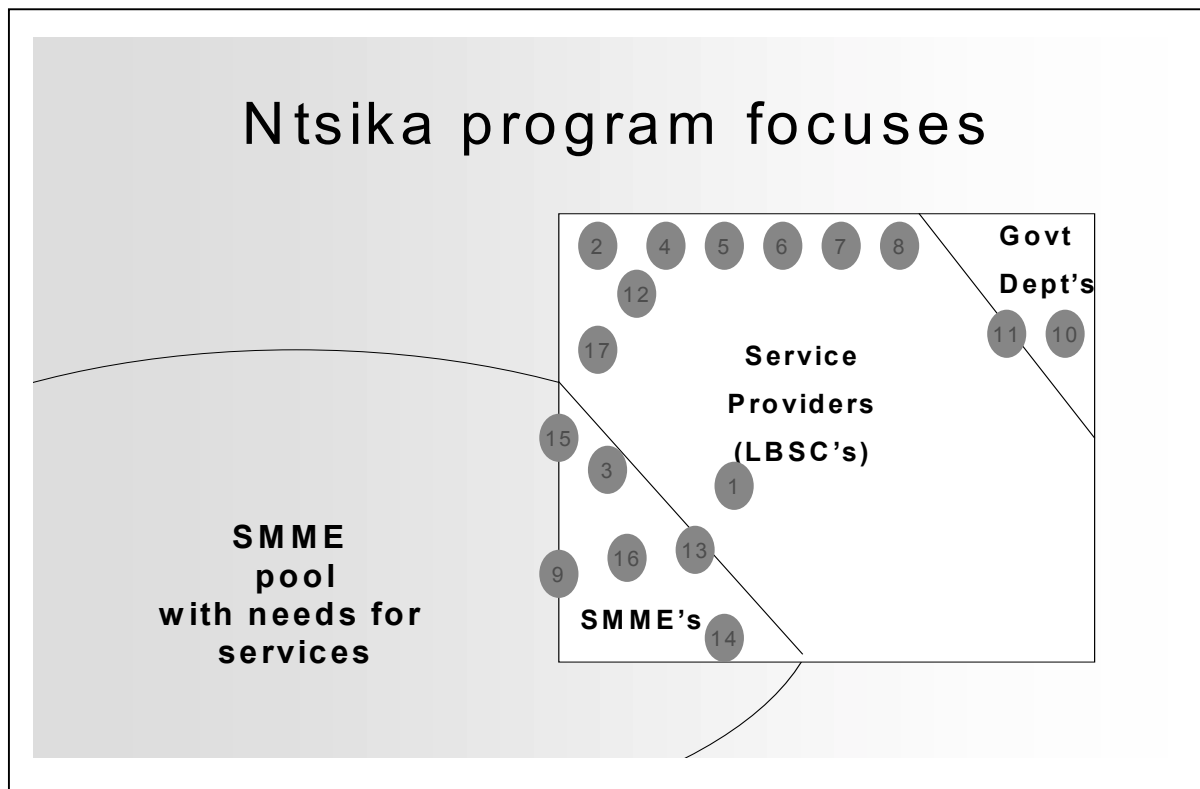 Ntsika program focuses
2 4 5 6 7 8
Govt
Dept's
12
11 10
17
Service
Providers
(LBSC's)
15
3
1
SMME
pool
with needs for
services
13
16
9
SMME's
14